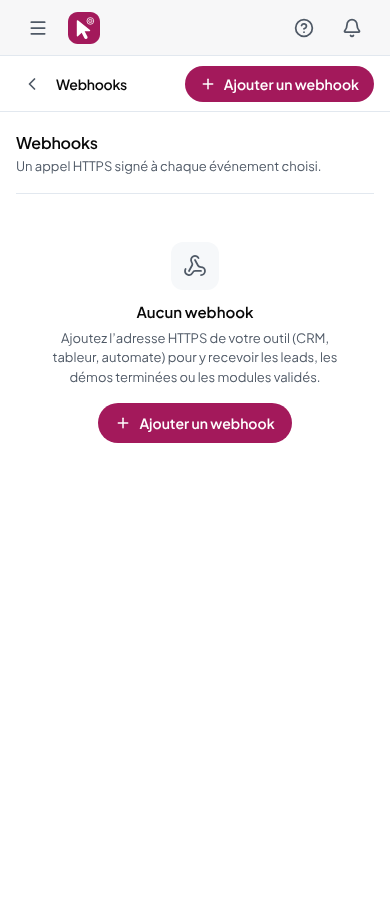 Webhooks
Ajouter un webhook
Webhooks
Un appel HTTPS signé à chaque événement choisi.
Aucun webhook
Ajoutez l'adresse HTTPS de votre outil (CRM,
tableur, automate) pour y recevoir les leads, les
démos terminées ou les modules validés.
Ajouter un webhook